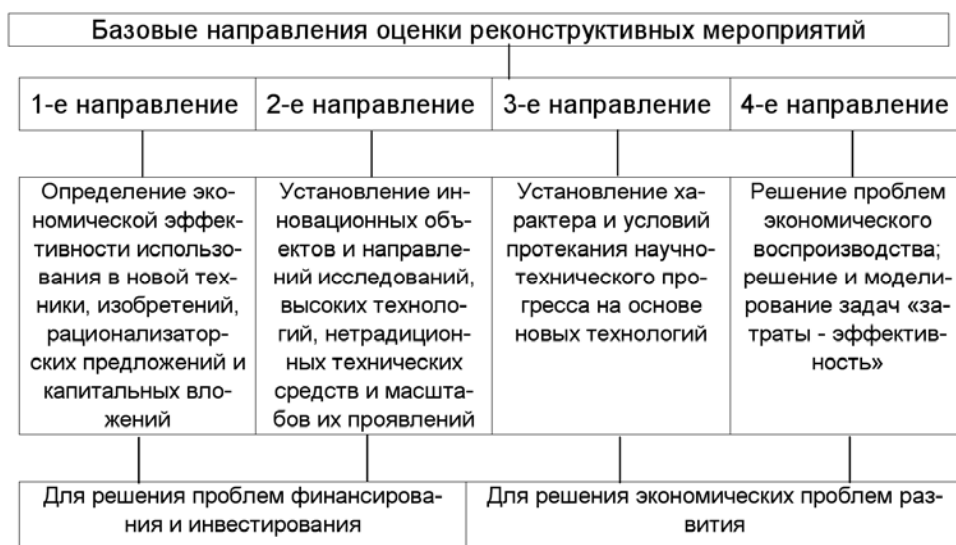 Базовые направления оценки реконструктивных мероприятий
1-е направление
2-е направление
3-е направление
4-е направление
Определение эко-
номической эффек-
тивности использо-
вания в новой тех-
ники, изобретений,
рационализатор-
ских предложений и
капитальных вло-
жений
Установление ин-
новационных объ-
ектов и направле-
ний исследований,
высоких техноло-
гий, нетрадицион-
ных технических
средств и масшта-
бов их проявлений
Установление ха-
рактера и условий
протекания научно-
технического про-
гресса на основе
новых технологий
Решение проблем
экономического
воспроизводства;
решение и модели-
рование задач «за-
траты - эффектив-
ность»
Для решения проблем финансирова-
ния и инвестирования
Для решения экономических проблем раз-
вития